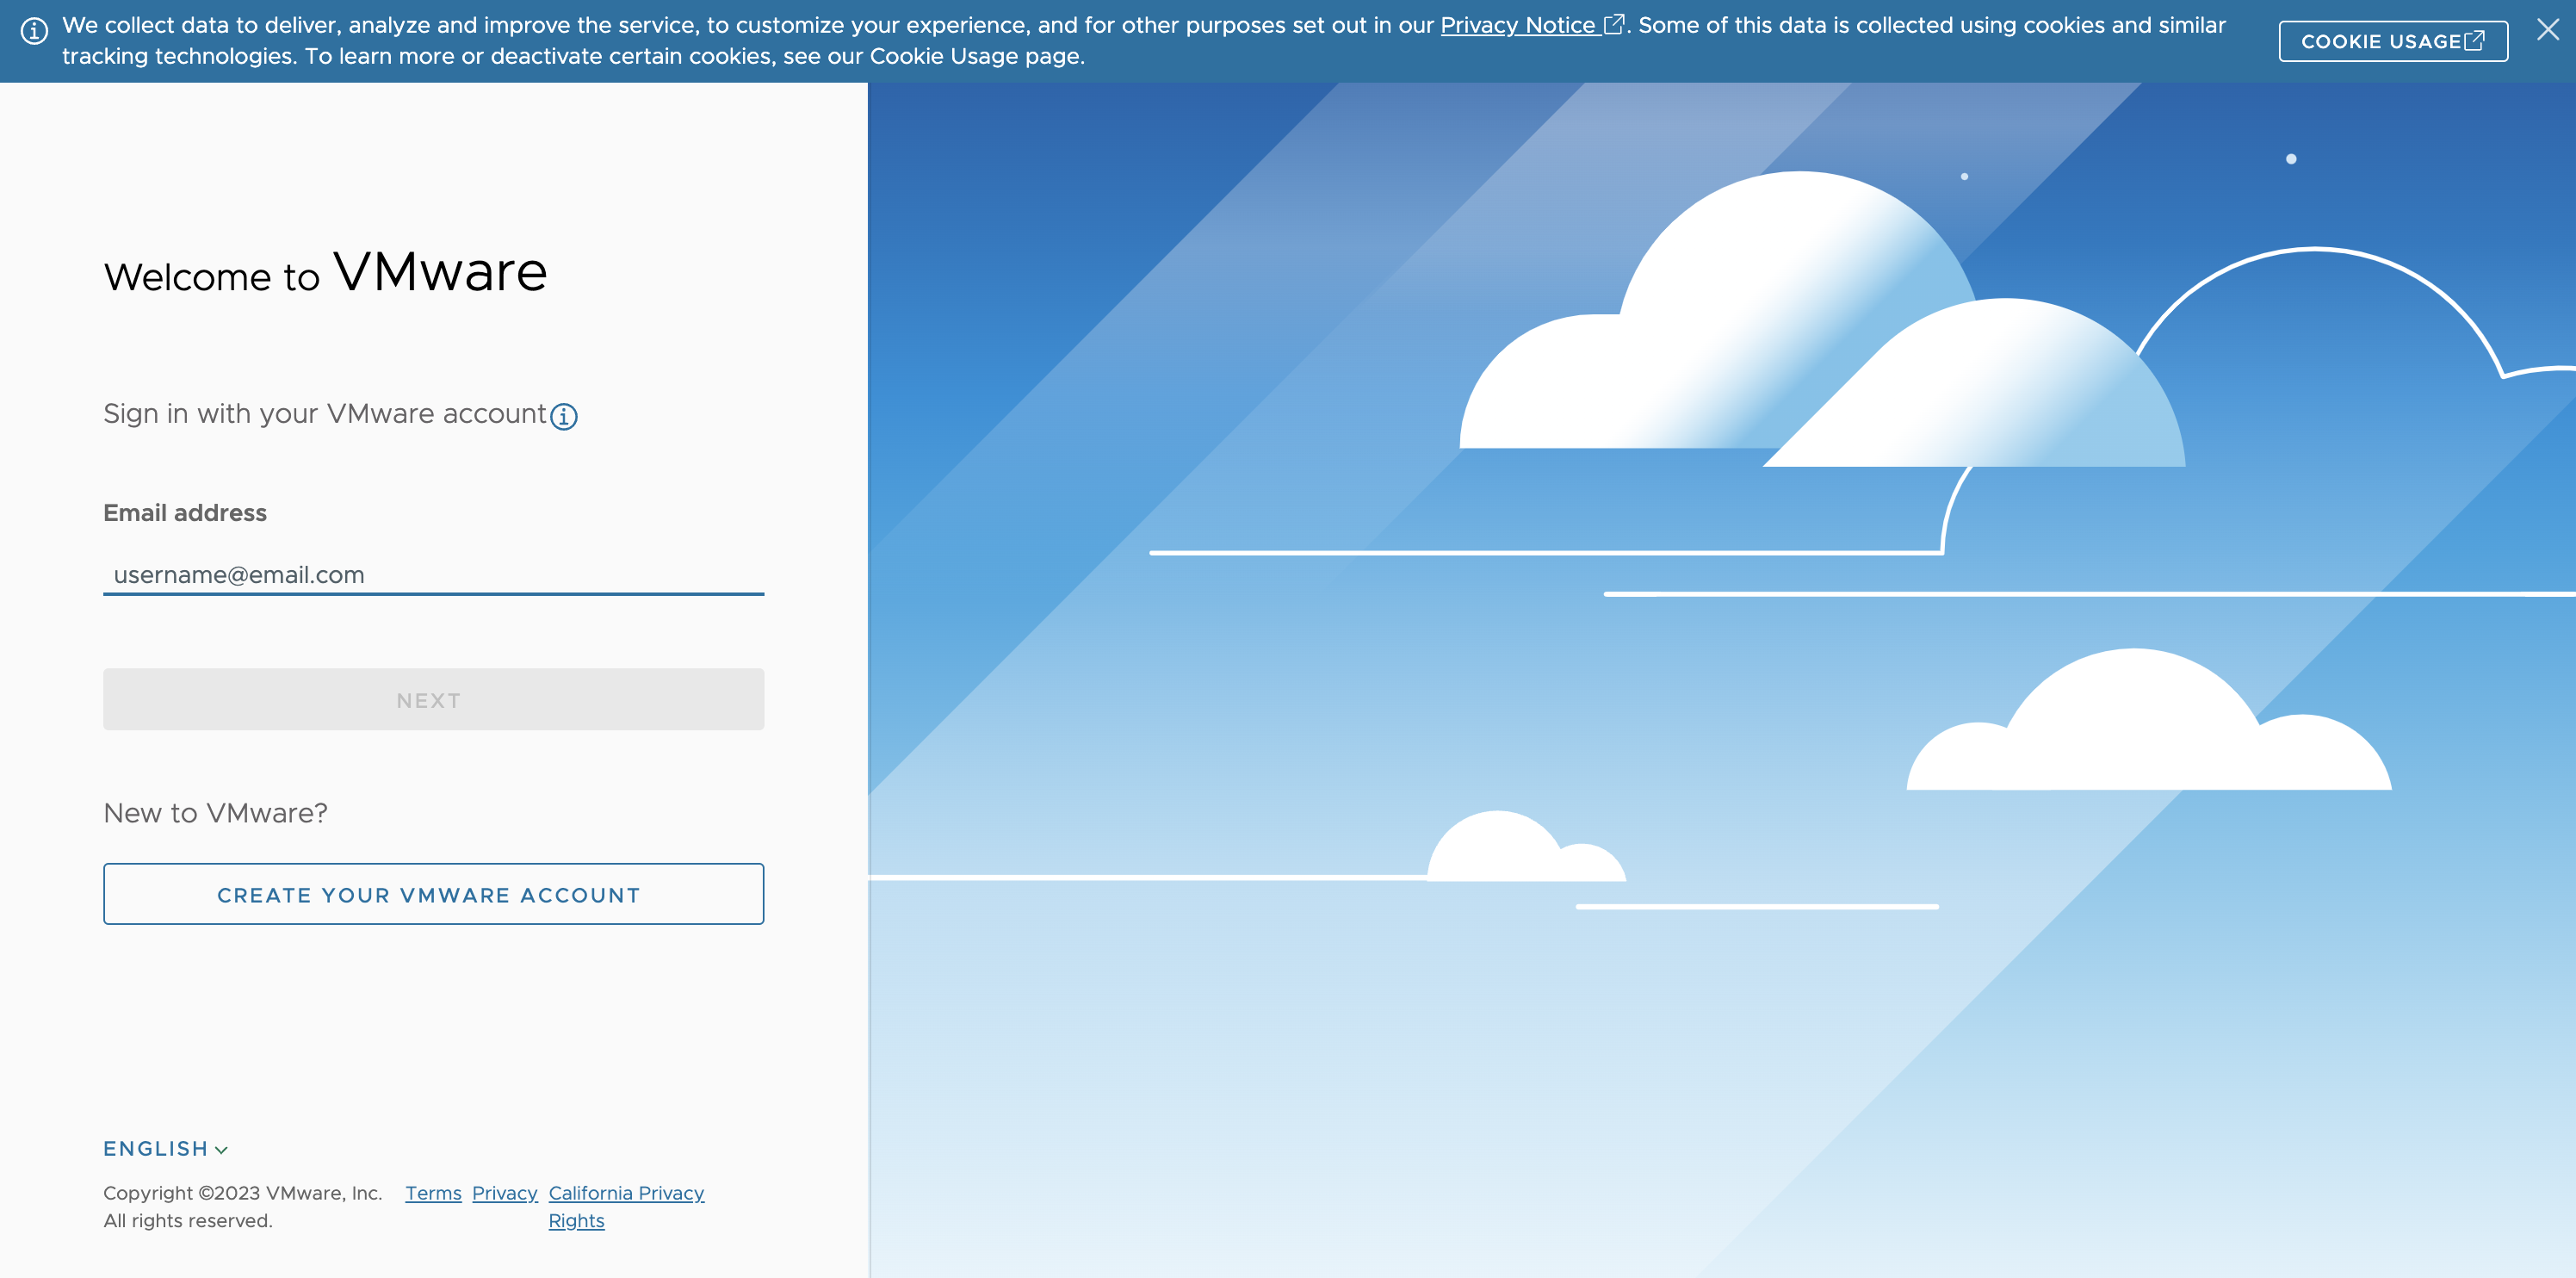 We collect data to deliver, analyze and improve the service, to customize your experience, and for other purposes set out in our Privacy Notice. Some of this data is collected using cookies and similar
tracking technologies. To learn more or deactivate certain cookies, see our Cookie Usage page.
COOKIE USAGE
Welcome to VMware
Sign in with your VMware account
Email address
username@email.com
NEXT
New to VMware?
CREATE YOUR VMWARE ACCOUNT
ENGLISH
Copyright ©2023 VMware, Inc. Terms Privacy California Privacy
All rights reserved. Rights